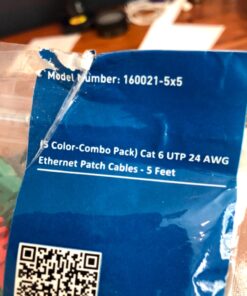 Model Number: 160021-5x5
(5 Color-Combo Pack) Cat 6 UTP 24 AWG
Ethernet Patch Cables - 5 Feet